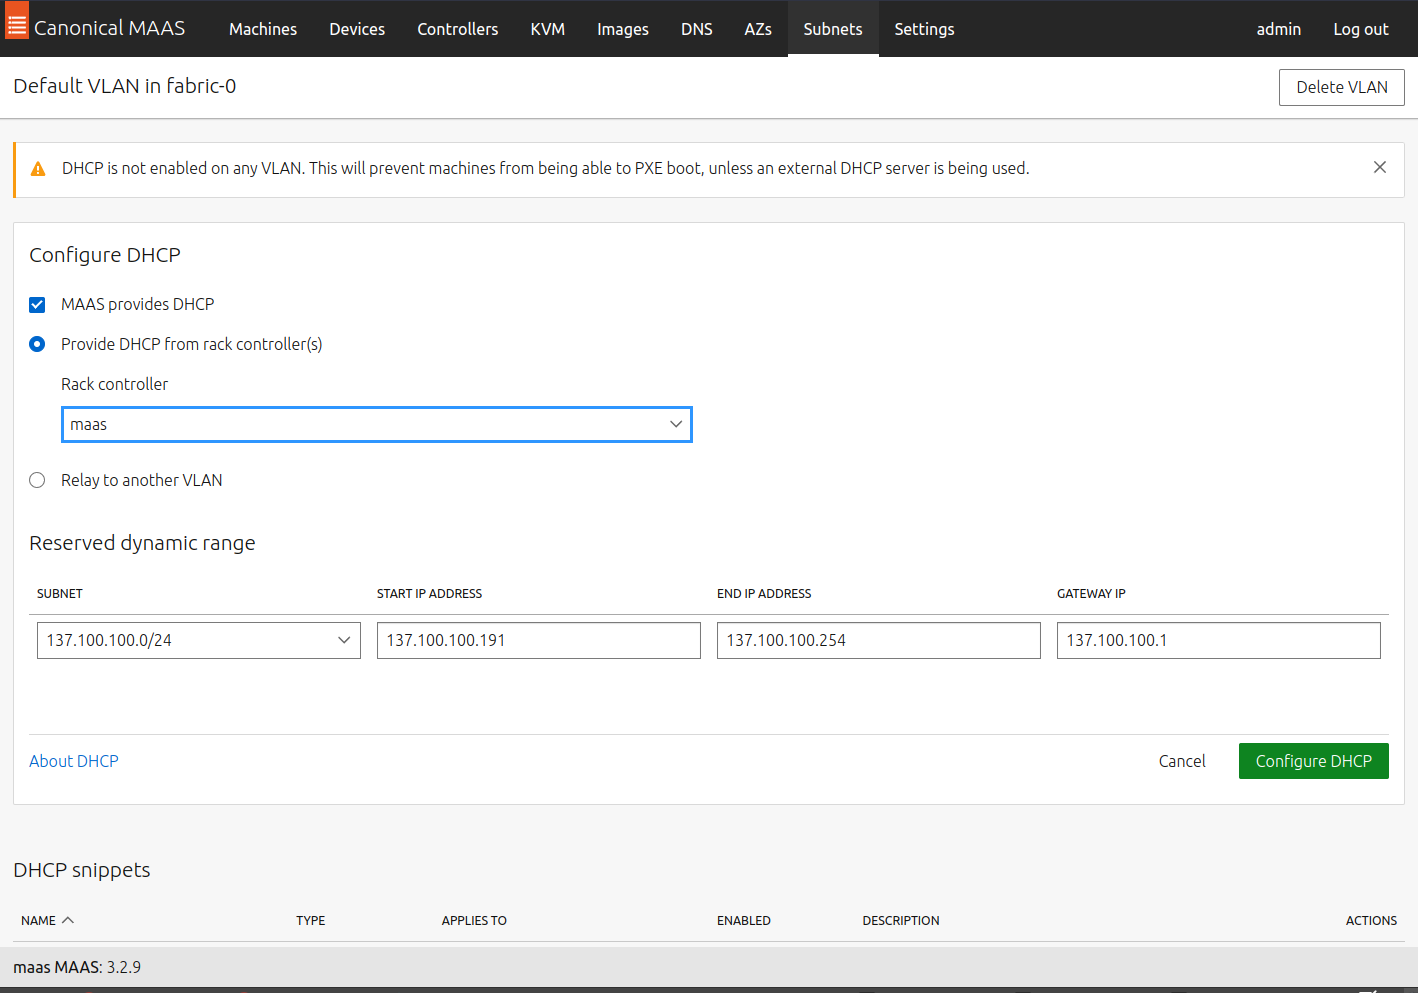 Canonical MAAS Machines Devices Controllers KVM Images DNS AZs Subnets Settings admin Log out
Default VLAN in fabric-0 Delete VLAN
DHCP is not enabled on any VLAN. This will prevent machines from being able to PXE boot, unless an external DHCP server is being used.
Configure DHCP
MAAS provides DHCP
Provide DHCP from rack controller(s)
Rack controller
maas
Relay to another VLAN
Reserved dynamic range
SUBNET START IP ADDRESS END IP ADDRESS GATEWAY IP
137.100.100.0/24 137.100.100.191 137.100.100.254 137.100.100.1
About DHCP Cancel Configure DHCP
DHCP snippets
NAME TYPE APPLIES TO ENABLED DESCRIPTION ACTIONS
maas MAAS: 3.2.9